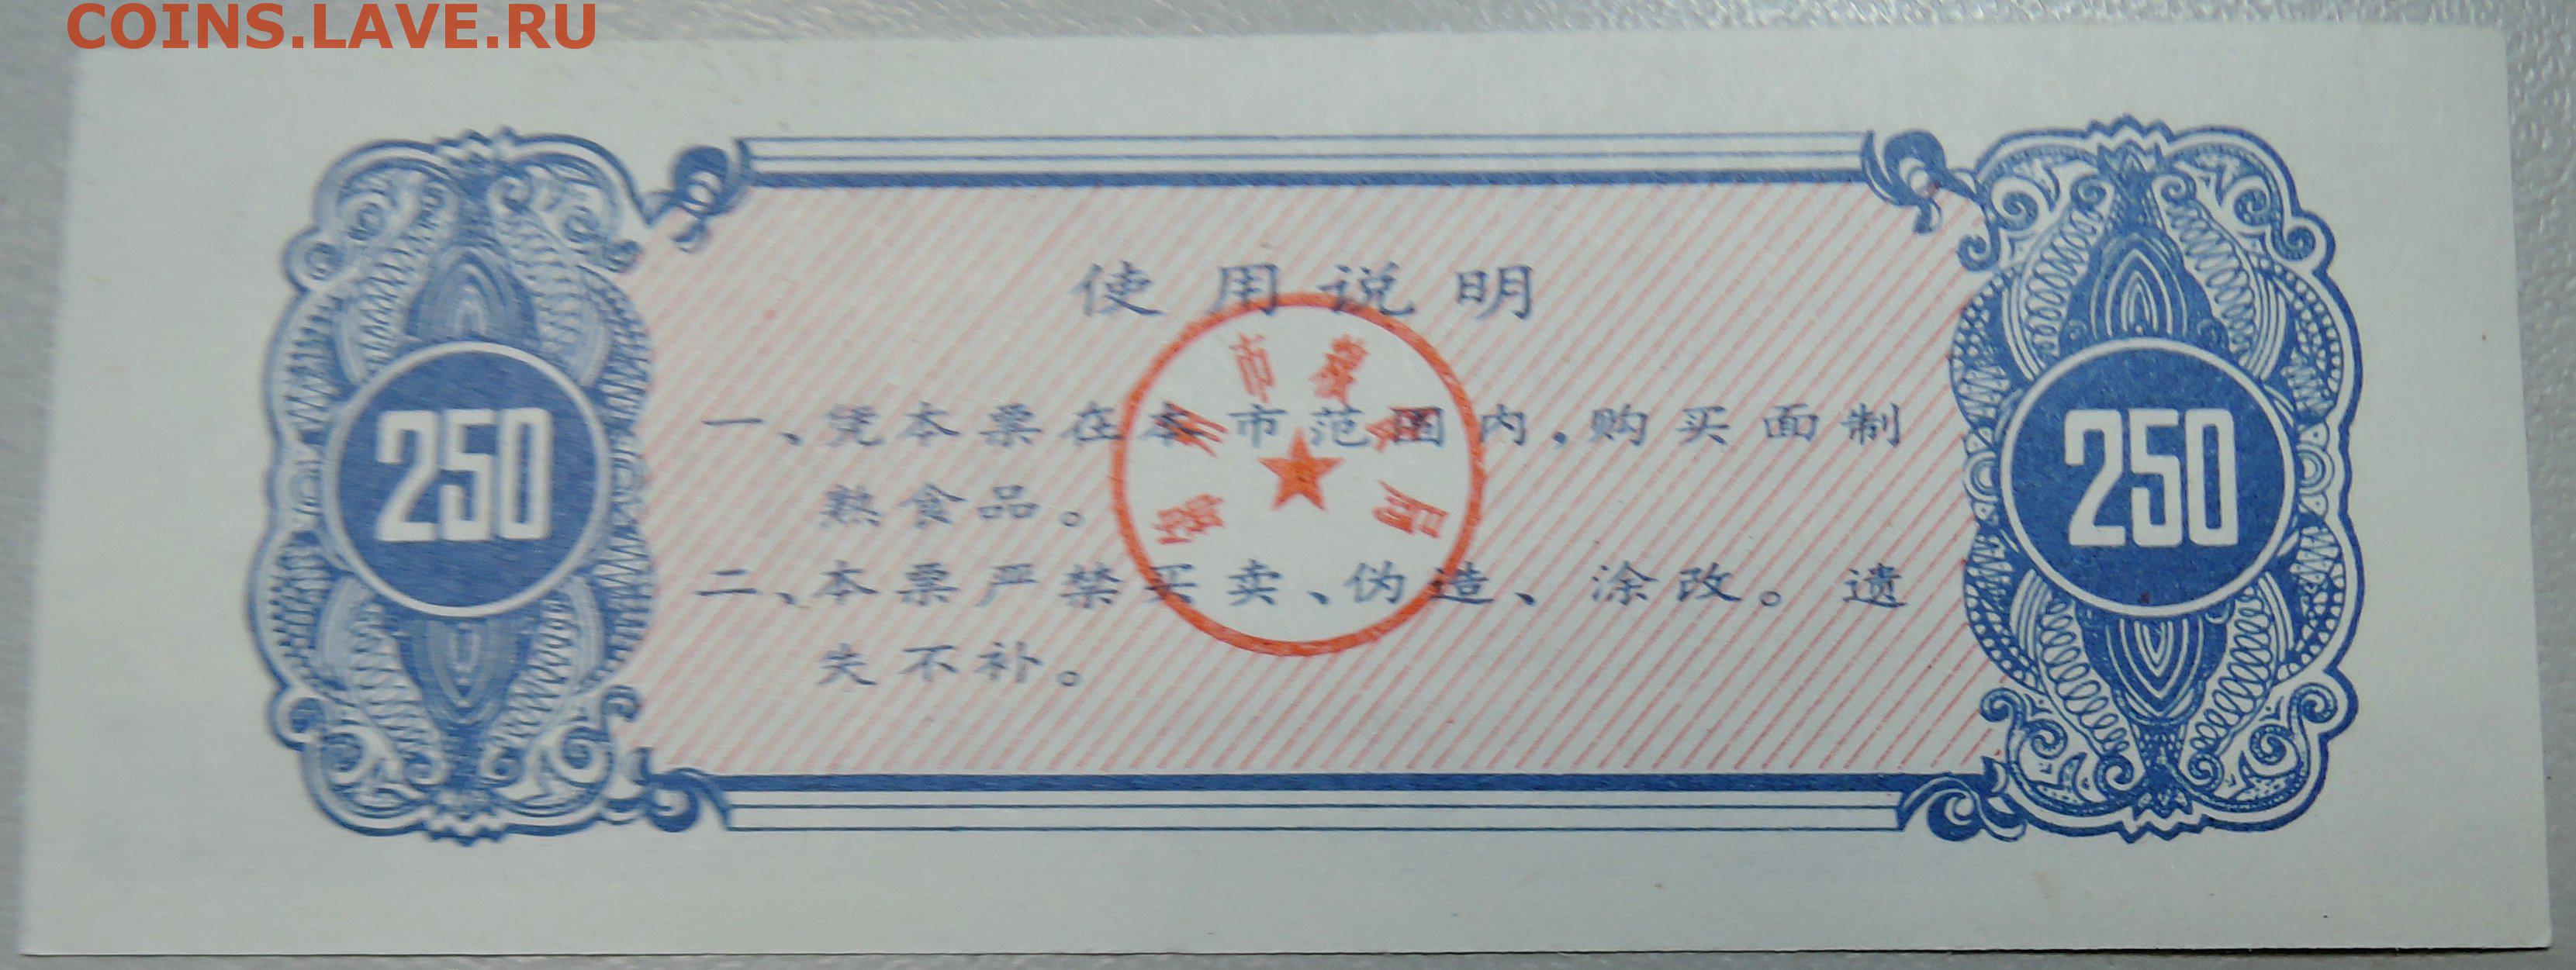 COINS.LAVE.RU
使用说明
一、凭本票在本市范围内,购买面制
熟食品。
二、本票严禁买卖、伪造、涂改。遗
失不补。
250
250